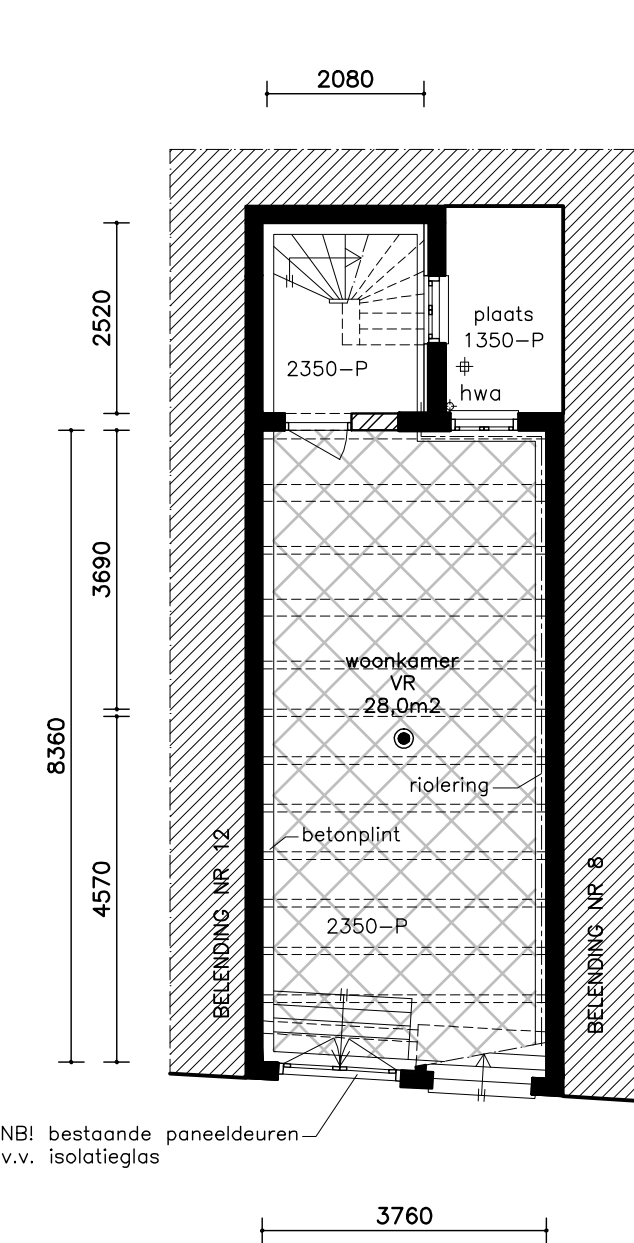 2080
2520
plaats
1350-P
2350-P
hwa
3690
woonkamer
VR
28,0m2
8360
riolering
betonplint
BELENDING NR 12
4570
BELENDING NR 8
2350-P
NB! bestaande paneeldeuren
v.v. isolatieglas
3760